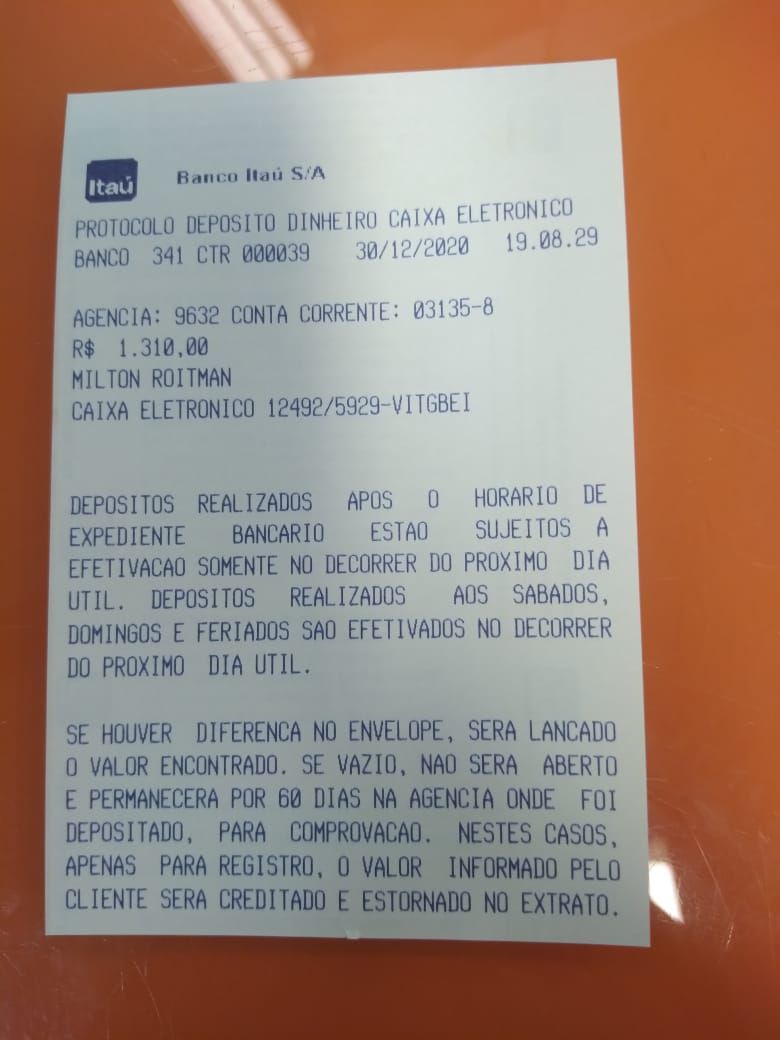 Itaú Banco Itaú S/A
PROTOCOLO DEPOSITO DINHEIRO CAIXA ELETRONICO
BANCO 341 CTR 000039 30/12/2020 19.08.29
AGENCIA: 9632 CONTA CORRENTE: 03135-8
R$ 1.310,00
MILTON ROITMAN
CAIXA ELETRONICO 12492/5929-VITGBEI
DEPOSITOS REALIZADOS APOS O HORARIO DE
EXPEDIENTE BANCARIO ESTAO SUJEITOS A
EFETIVACAO SOMENTE NO DECORRER DO PROXIMO DIA
UTIL. DEPOSITOS REALIZADOS AOS SABADOS,
DOMINGOS E FERIADOS SAO EFETIVADOS NO DECORRER
DO PROXIMO DIA UTIL.
SE HOUVER DIFERENCA NO ENVELOPE, SERA LANCADO
O VALOR ENCONTRADO. SE VAZIO, NAO SERA ABERTO
E PERMANECERA POR 60 DIAS NA AGENCIA ONDE FOI
DEPOSITADO, PARA COMPROVACAO. NESTES CASOS,
APENAS PARA REGISTRO, O VALOR INFORMADO PELO
CLIENTE SERA CREDITADO E ESTORNADO NO EXTRATO.